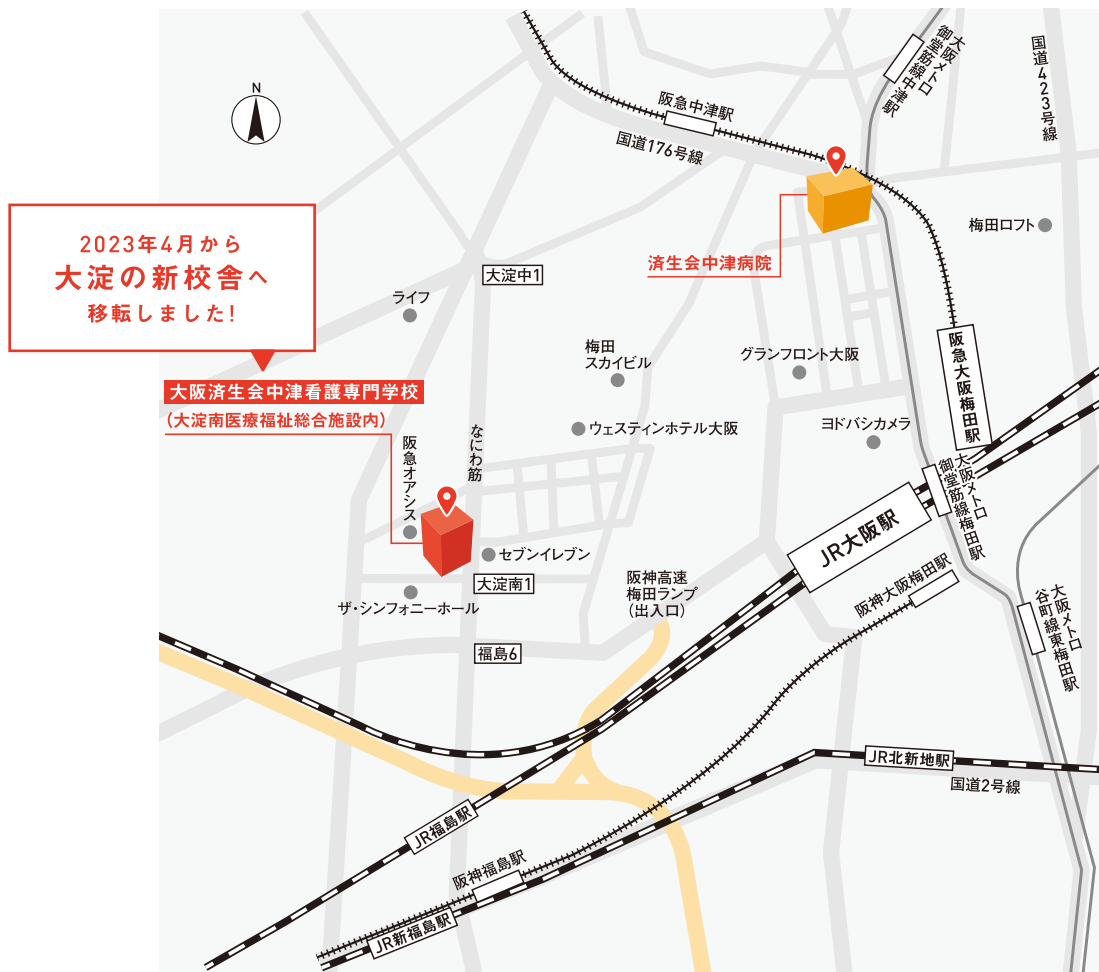 N
大阪メトロ
御堂筋線中津駅
国道423号線
阪急中津駅
国道176号線
2023年4月から
大淀の新校舎へ
移転しました!
梅田ロフト
済生会中津病院
大淀中1
ライフ
梅田
スカイビル
グランフロント大阪
阪急大阪梅田駅
大阪済生会中津看護専門学校
(大淀南医療福祉総合施設内)
ウェスティンホテル大阪
ヨドバシカメラ
なにわ筋
阪急オアシス
大阪メトロ
御堂筋線梅田駅
JR大阪駅
セブンイレブン
大淀南1
阪神高速
梅田ランプ
(出入口)
阪神大阪梅田駅
ザ・シンフォニーホール
大阪メトロ
谷町線東梅田駅
福島6
JR北新地駅
国道2号線
JR福島駅
阪神福島駅
JR新福島駅